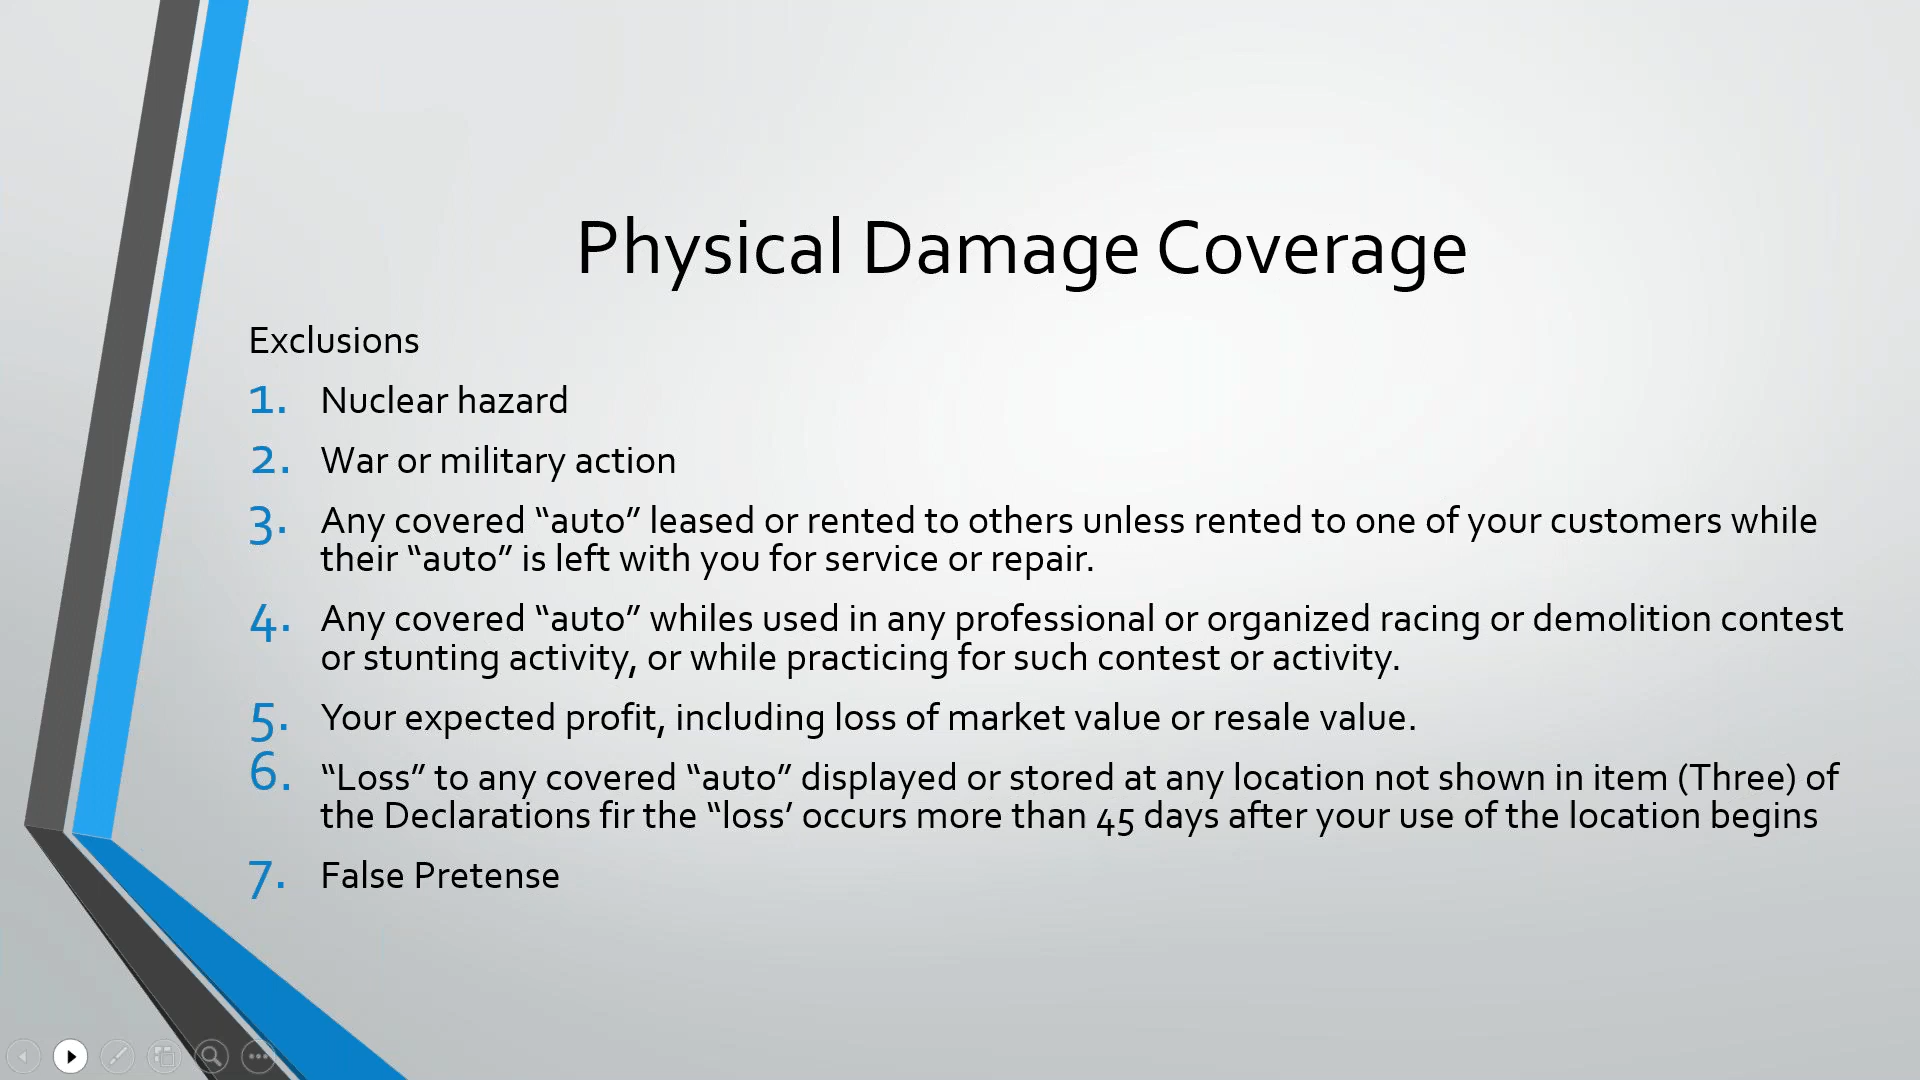 Physical Damage Coverage
Exclusions
1. Nuclear hazard
2. War or military action
3. Any covered “auto” leased or rented to others unless rented to one of your customers while
their “auto” is left with you for service or repair.
4. Any covered “auto” whiles used in any professional or organized racing or demolition contest
or stunting activity, or while practicing for such contest or activity.
5. Your expected profit, including loss of market value or resale value.
6. “Loss” to any covered “auto” displayed or stored at any location not shown in item (Three) of
the Declarations fir the “loss’ occurs more than 45 days after your use of the location begins
7. False Pretense